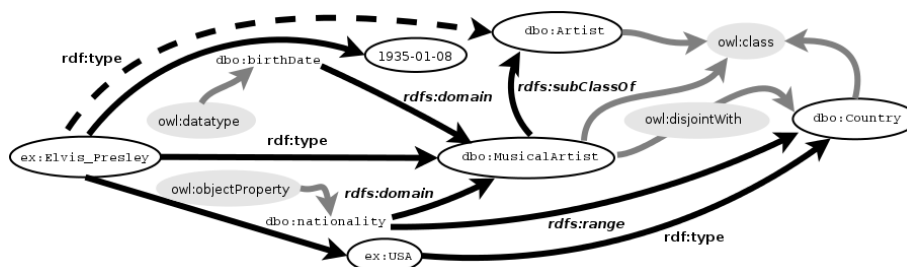 dbo:Artist
owl:class
rdf:type
dbo:birthDate
1935-01-08
rdfs:subClassOf
rdfs:domain
owl:datatype
owl:disjointWith
dbo:Country
rdf:type
ex:Elvis_Presley
dbo:MusicalArtist
owl:objectProperty
rdfs:domain
dbo:nationality
rdfs:range
rdf:type
ex:USA